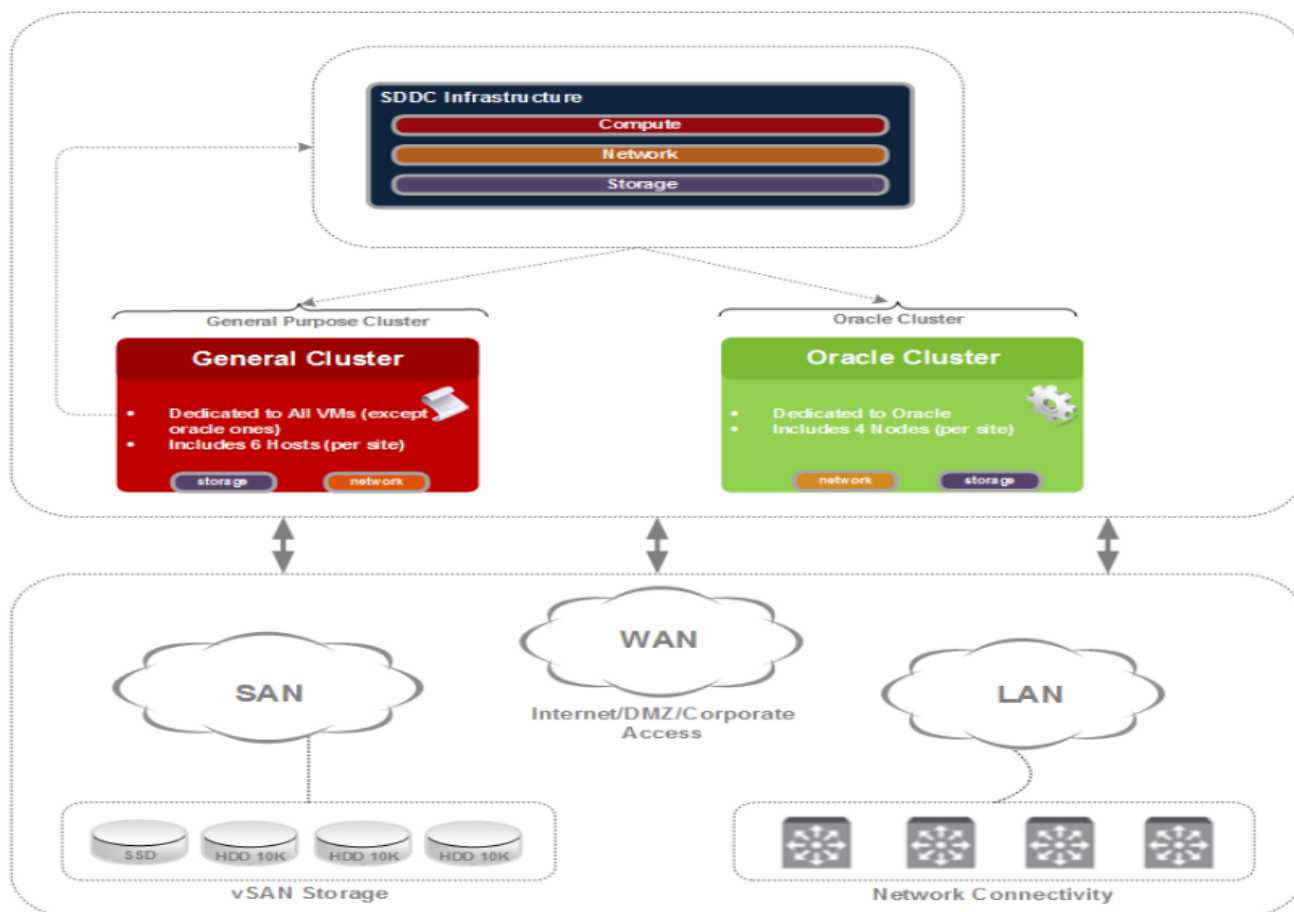 SDDC Infrastructure
Compute
Network
Storage
General Purpose Cluster
General Cluster
• Dedicated to All VMs (except
oracle ones)
• Includes 6 Hosts (per site)
storage
network
Oracle Cluster
Oracle Cluster
• Dedicated to Oracle
• Includes 4 Nodes (per site)
network
storage
SAN
WAN
Internet/DMZ/Corporate
Access
LAN
SSD
HDD 10K
HDD 10K
HDD 10K
vSAN Storage
Network Connectivity